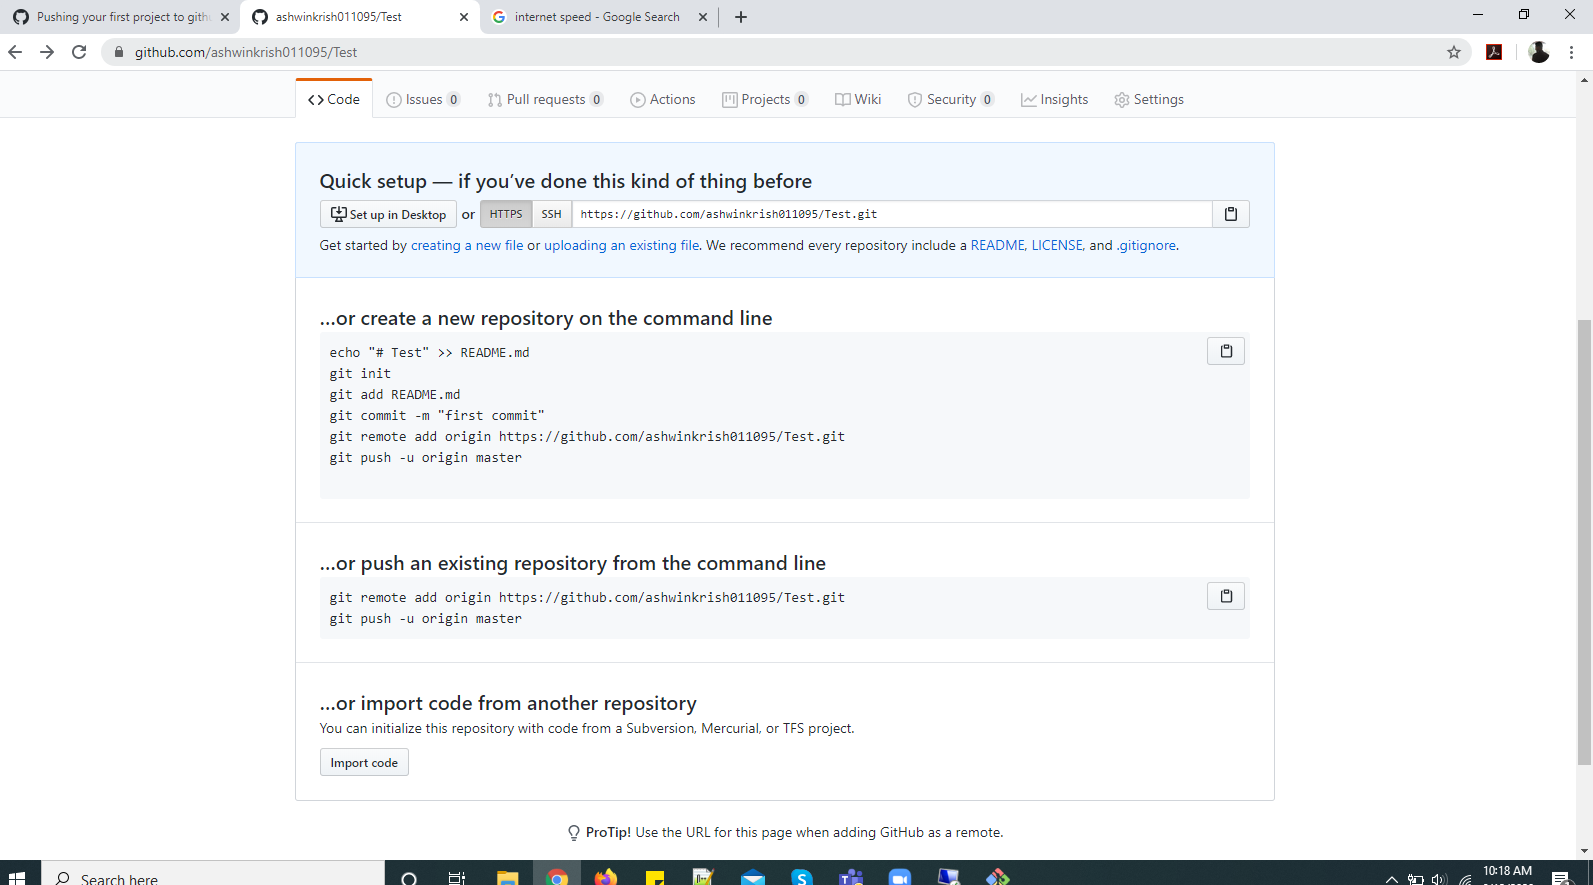 Pushing your first project to gith
ashwinkrish011095/Test
internet speed - Google Search
github.com/ashwinkrish011095/Test
Code
Issues 0
Pull requests 0
Actions
Projects 0
Wiki
Security 0
Insights
Settings
Quick setup — if you've done this kind of thing before
Set up in Desktop or HTTPS SSH https://github.com/ashwinkrish011095/Test.git
Get started by creating a new file or uploading an existing file. We recommend every repository include a README, LICENSE, and .gitignore.
…or create a new repository on the command line
echo "# Test" >> README.md
git init
git add README.md
git commit -m "first commit"
git remote add origin https://github.com/ashwinkrish011095/Test.git
git push -u origin master
…or push an existing repository from the command line
git remote add origin https://github.com/ashwinkrish011095/Test.git
git push -u origin master
…or import code from another repository
You can initialize this repository with code from a Subversion, Mercurial, or TFS project.
Import code
ProTip! Use the URL for this page when adding GitHub as a remote.
Search here
10:18 AM